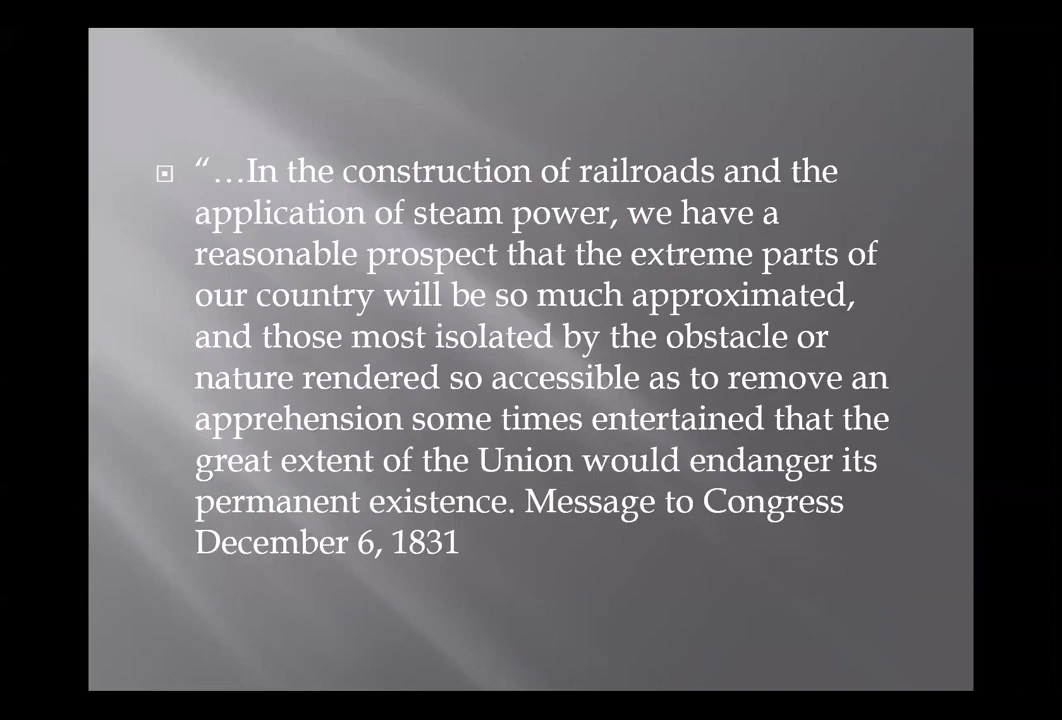 “…In the construction of railroads and the
application of steam power, we have a
reasonable prospect that the extreme parts of
our country will be so much approximated,
and those most isolated by the obstacle or
nature rendered so accessible as to remove an
apprehension some times entertained that the
great extent of the Union would endanger its
permanent existence. Message to Congress
December 6, 1831